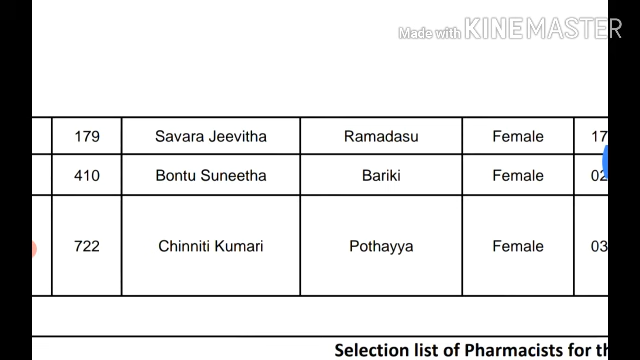 Made with KINEMASTER
179 Savara Jeevitha Ramadasu Female 17
410 Bontu Suneetha Bariki Female 02
722 Chinniti Kumari Pothayya Female 03
Selection list of Pharmacists for